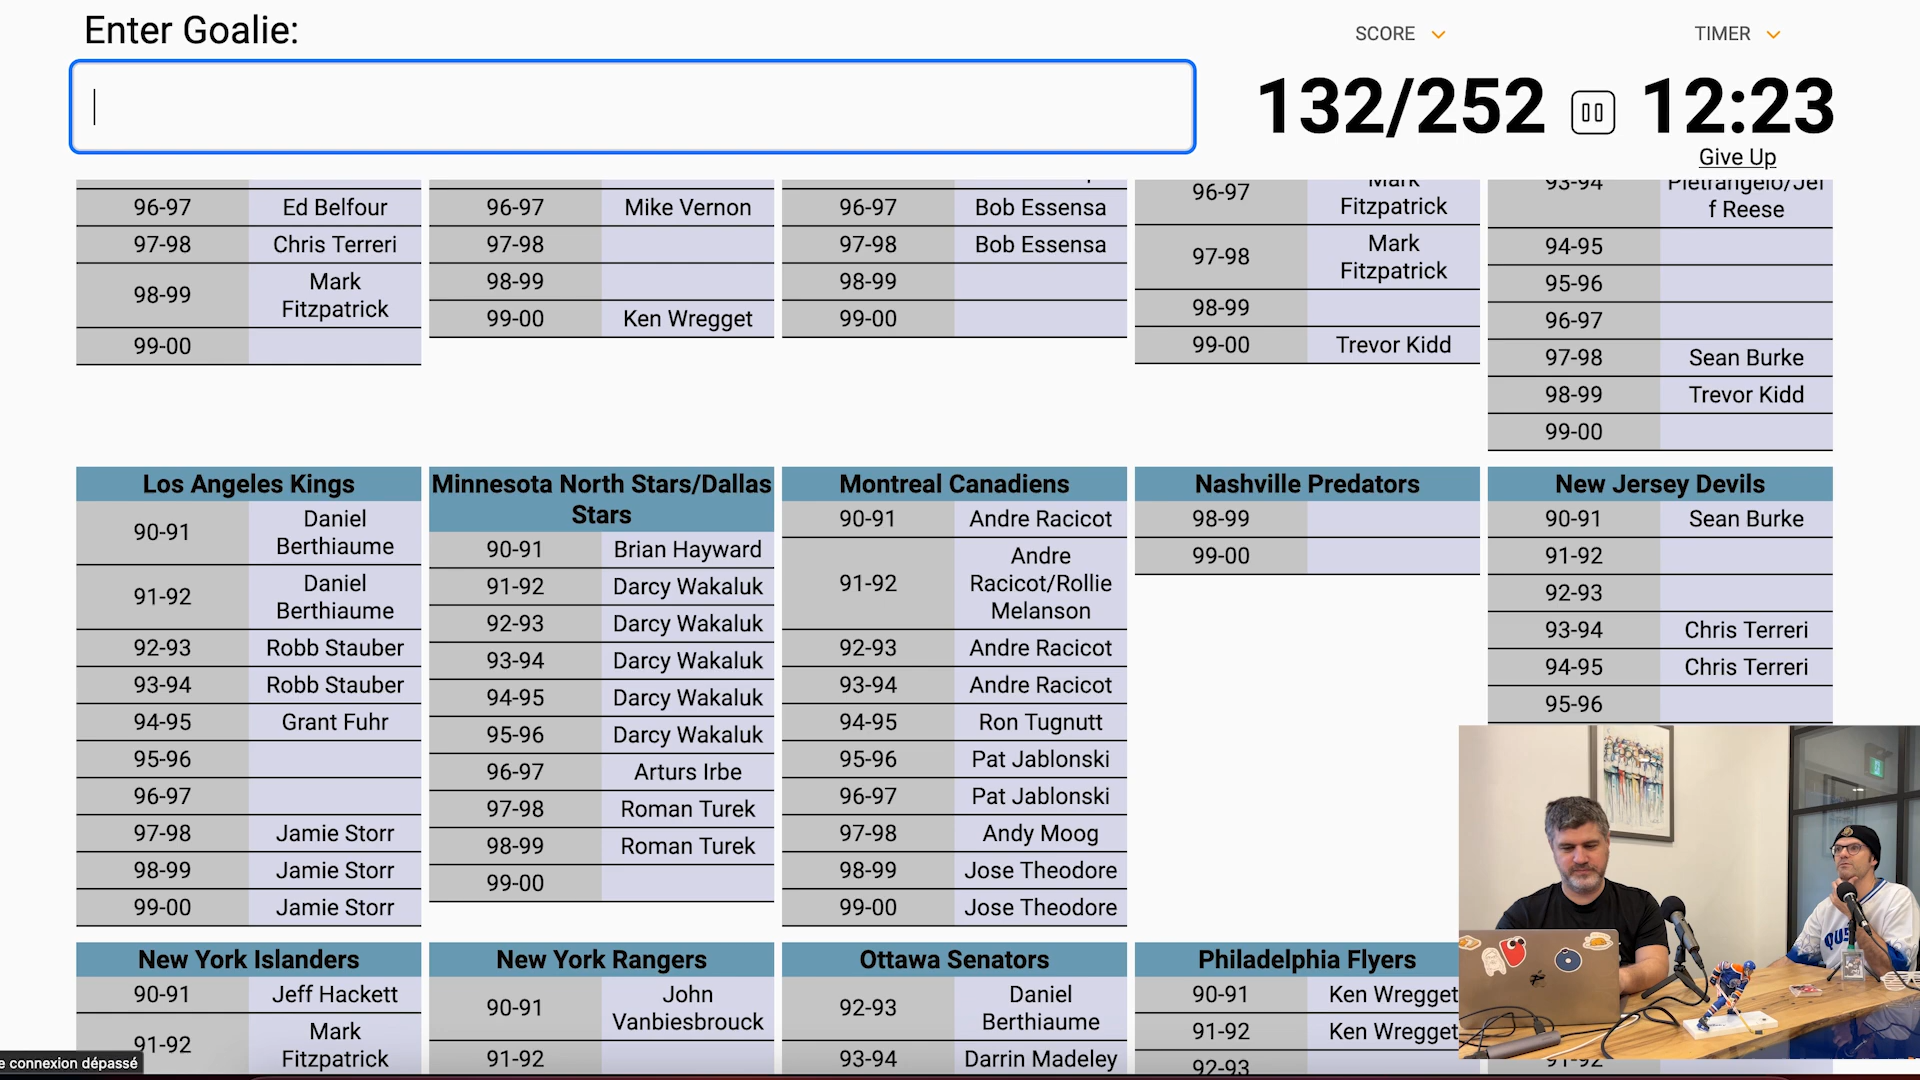 Enter Goalie:
SCORE
TIMER
132/252
12:23
Give Up
96-97 Ed Belfour
97-98 Chris Terreri
98-99 Mark
Fitzpatrick
99-00
96-97 Mike Vernon
97-98
98-99
99-00 Ken Wregget
96-97 Bob Essensa
97-98 Bob Essensa
98-99
99-00
96-97 Mark
Fitzpatrick
97-98 Mark
Fitzpatrick
98-99
99-00 Trevor Kidd
93-94 Pietrangelo/Jef
f Reese
94-95
95-96
96-97
97-98 Sean Burke
98-99 Trevor Kidd
99-00
Los Angeles Kings
90-91 Daniel
Berthiaume
91-92 Daniel
Berthiaume
92-93 Robb Stauber
93-94 Robb Stauber
94-95 Grant Fuhr
95-96
96-97
97-98 Jamie Storr
98-99 Jamie Storr
99-00 Jamie Storr
Minnesota North Stars/Dallas
Stars
90-91 Brian Hayward
91-92 Darcy Wakaluk
92-93 Darcy Wakaluk
93-94 Darcy Wakaluk
94-95 Darcy Wakaluk
95-96 Darcy Wakaluk
96-97 Arturs Irbe
97-98 Roman Turek
98-99 Roman Turek
99-00
Montreal Canadiens
90-91 Andre Racicot
91-92 Andre
Racicot/Rollie
Melanson
92-93 Andre Racicot
93-94 Andre Racicot
94-95 Ron Tugnutt
95-96 Pat Jablonski
96-97 Pat Jablonski
97-98 Andy Moog
98-99 Jose Theodore
99-00 Jose Theodore
Nashville Predators
98-99
99-00
New Jersey Devils
90-91 Sean Burke
91-92
92-93
93-94 Chris Terreri
94-95 Chris Terreri
95-96
New York Islanders
90-91 Jeff Hackett
91-92 Mark
Fitzpatrick
New York Rangers
90-91 John
Vanbiesbrouck
91-92
Ottawa Senators
92-93 Daniel
Berthiaume
93-94 Darrin Madeley
Philadelphia Flyers
90-91 Ken Wregget
91-92 Ken Wregget
92-93
91-92
e connexion dépassé